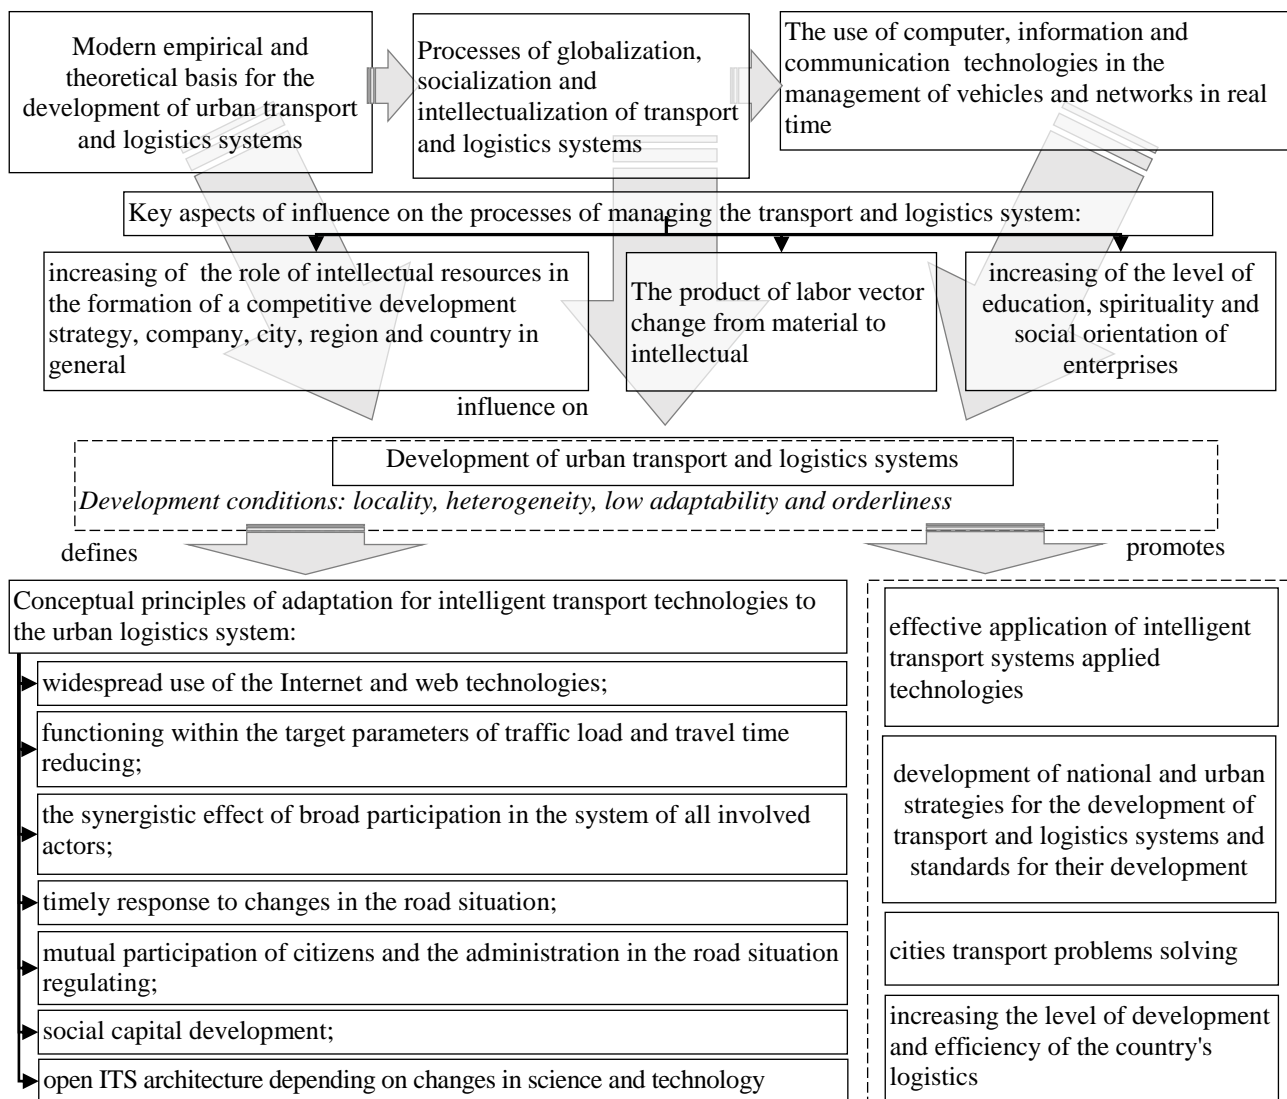 Modern empirical and
theoretical basis for the
development of urban transport
and logistics systems
Processes of globalization,
socialization and
intellectualization of transport
and logistics systems
The use of computer, information and
communication technologies in the
management of vehicles and networks in real
time
Key aspects of influence on the processes of managing the transport and logistics system:
increasing of the role of intellectual resources in
the formation of a competitive development
strategy, company, city, region and country in
general
The product of labor vector
change from material to
intellectual
increasing of the level of
education, spirituality and
social orientation of
enterprises
influence on
Development of urban transport and logistics systems
Development conditions: locality, heterogeneity, low adaptability and orderliness
defines
promotes
Conceptual principles of adaptation for intelligent transport technologies to
the urban logistics system:
widespread use of the Internet and web technologies;
functioning within the target parameters of traffic load and travel time
reducing;
the synergistic effect of broad participation in the system of all involved
actors;
timely response to changes in the road situation;
mutual participation of citizens and the administration in the road situation
regulating;
social capital development;
open ITS architecture depending on changes in science and technology
effective application of intelligent
transport systems applied
technologies
development of national and urban
strategies for the development of
transport and logistics systems and
standards for their development
cities transport problems solving
increasing the level of development
and efficiency of the country's
logistics